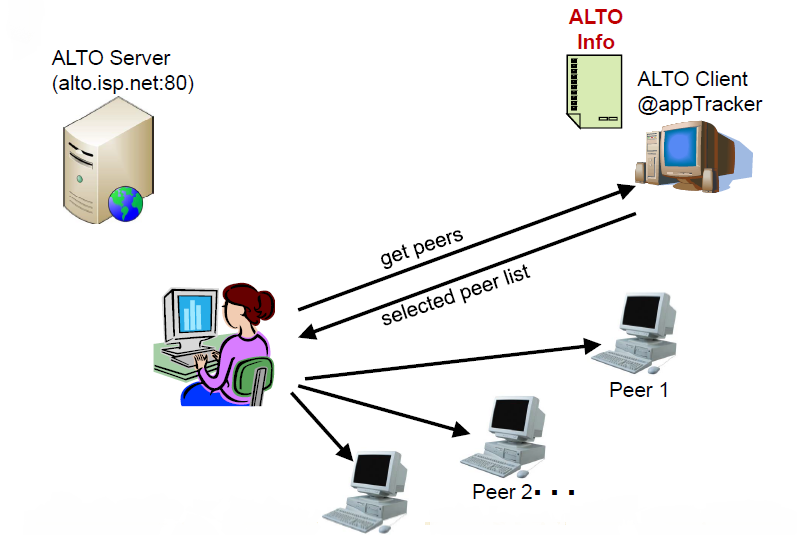 ALTO Server
(alto.isp.net:80)
ALTO
Info
ALTO Client
@appTracker
get peers
selected peer list
Peer 1
Peer 2. . .